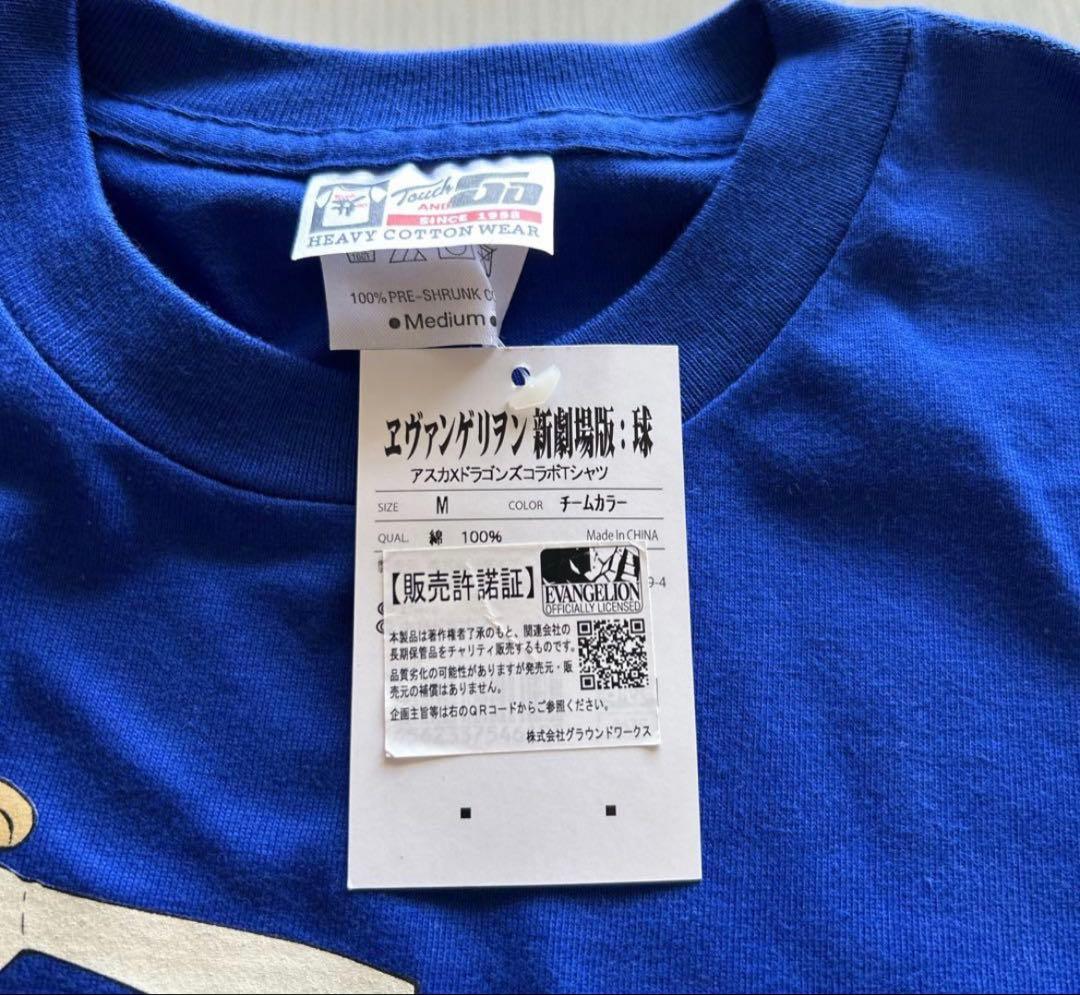 Touch
AND GO
SINCE 1958
HEAVY COTTON WEAR
100% PRE-SHRUNK
●Medium●
ヱヴァンゲリヲン新劇場版：球
アスカXドラゴンズコラボTシャツ
SIZE M COLOR チームカラー
QUAL. 綿 100% Made In CHINA
9-4
【販売許諾証】
EVANGELION
OFFICIALLY LICENSED
本製品は著作権者了承のもと、関連会社の
長期保管品をチャリティ販売するものです。
品質劣化の可能性がありますが発売元・販
売元の補償はありません。
企画主旨等は右のQRコードからご参照ください。
株式会社グラウンドワークス